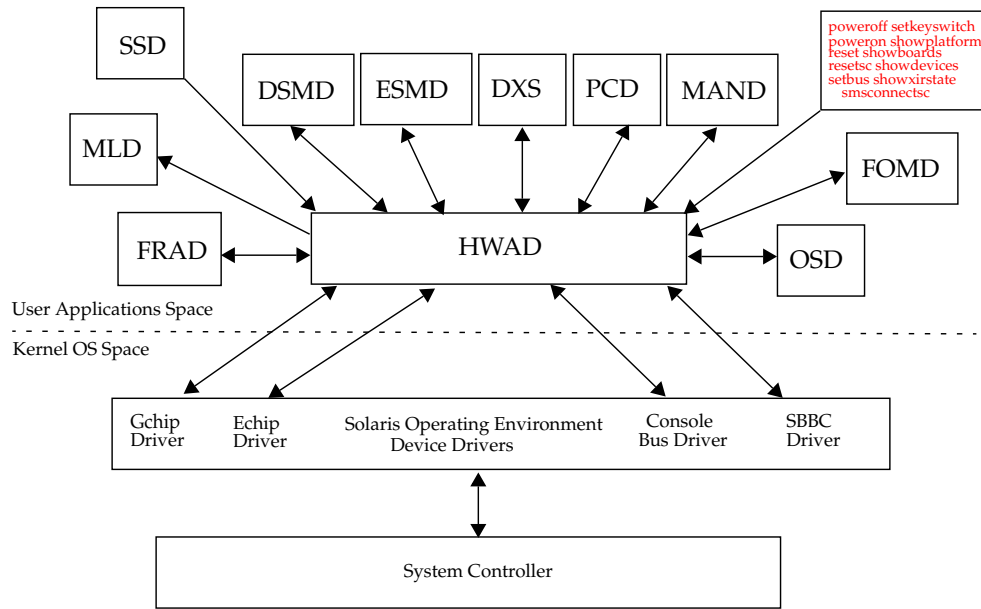 SSD
poweroff setkeyswitch
poweron showplatform
reset showboards
resetsc showdevices
setbus showxirstate
smsconnectsc
DSMD
ESMD
DXS
PCD
MAND
MLD
FOMD
FRAD
HWAD
OSD
User Applications Space
Kernel OS Space
Gchip
Driver
Echip
Driver
Solaris Operating Environment
Device Drivers
Console
Bus Driver
SBBC
Driver
System Controller